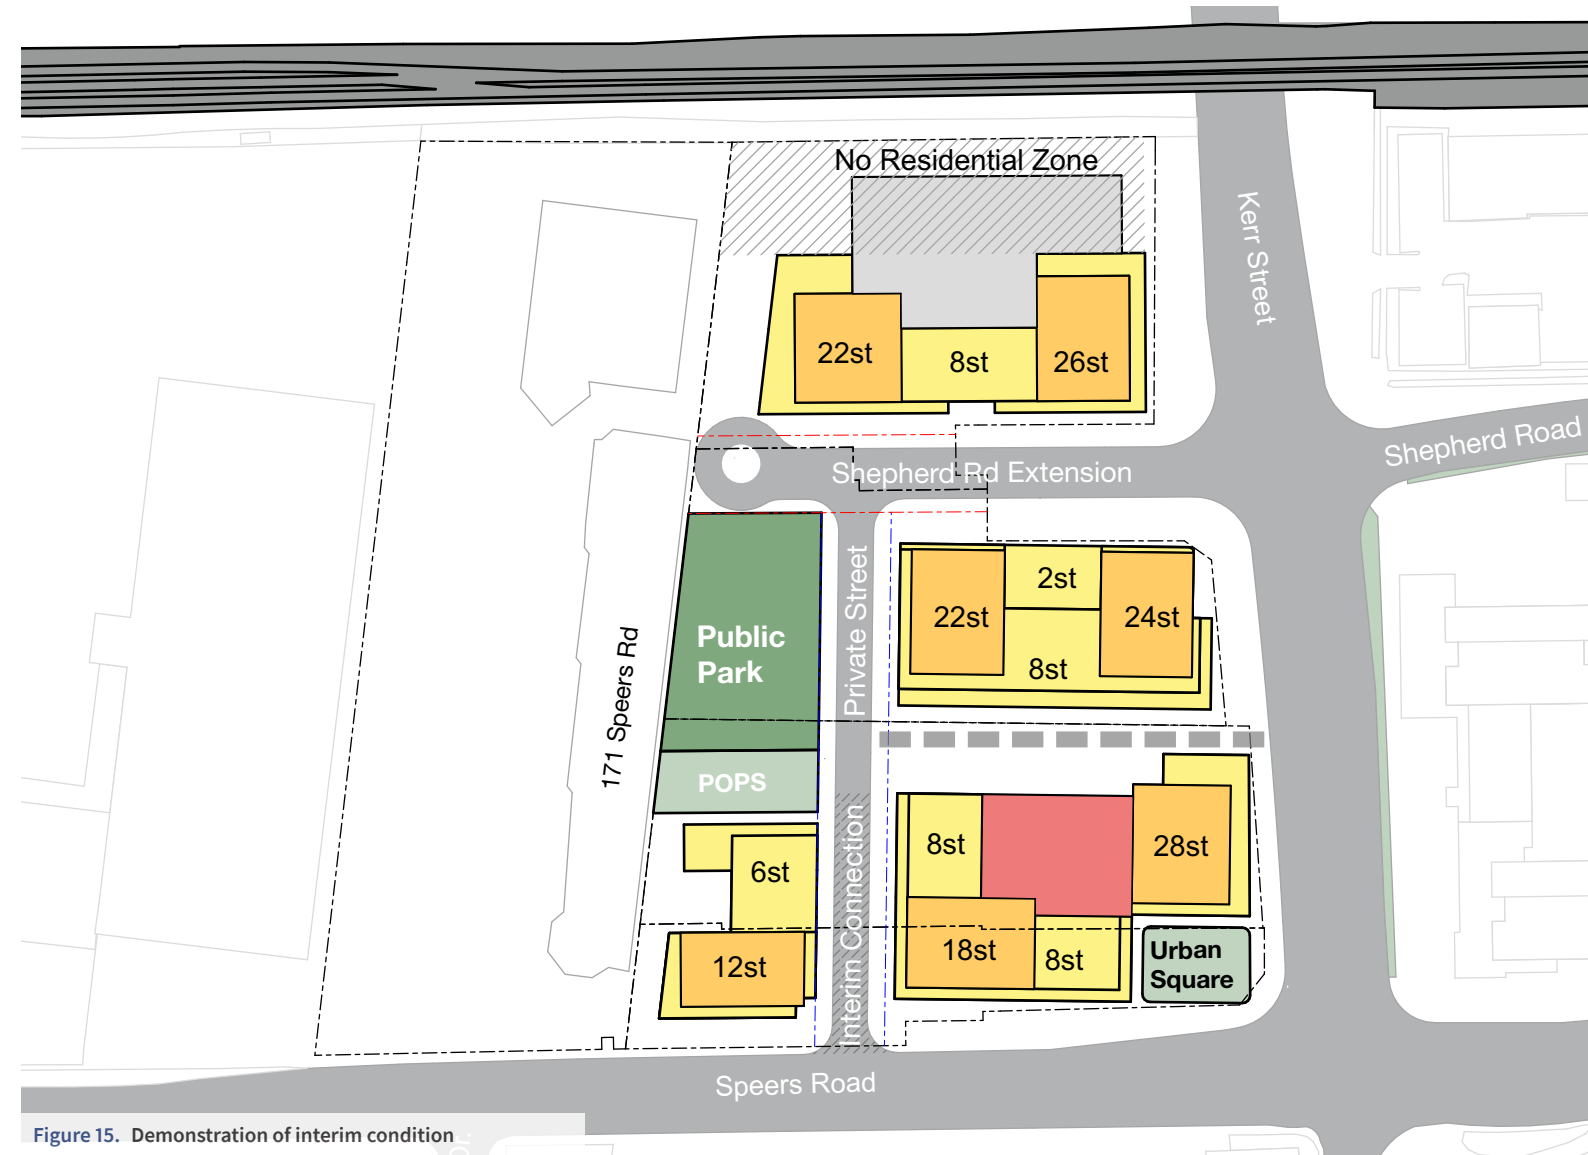 No Residential Zone
Kerr Street
22st
8st
26st
Shepherd Road
Shepherd Rd Extension
Private Street
2st
22st
24st
8st
Public
Park
171 Speers Rd
POPS
Interim Connection
8st
28st
6st
18st
8st
12st
Urban
Square
Speers Road
Figure 15. Demonstration of interim condition